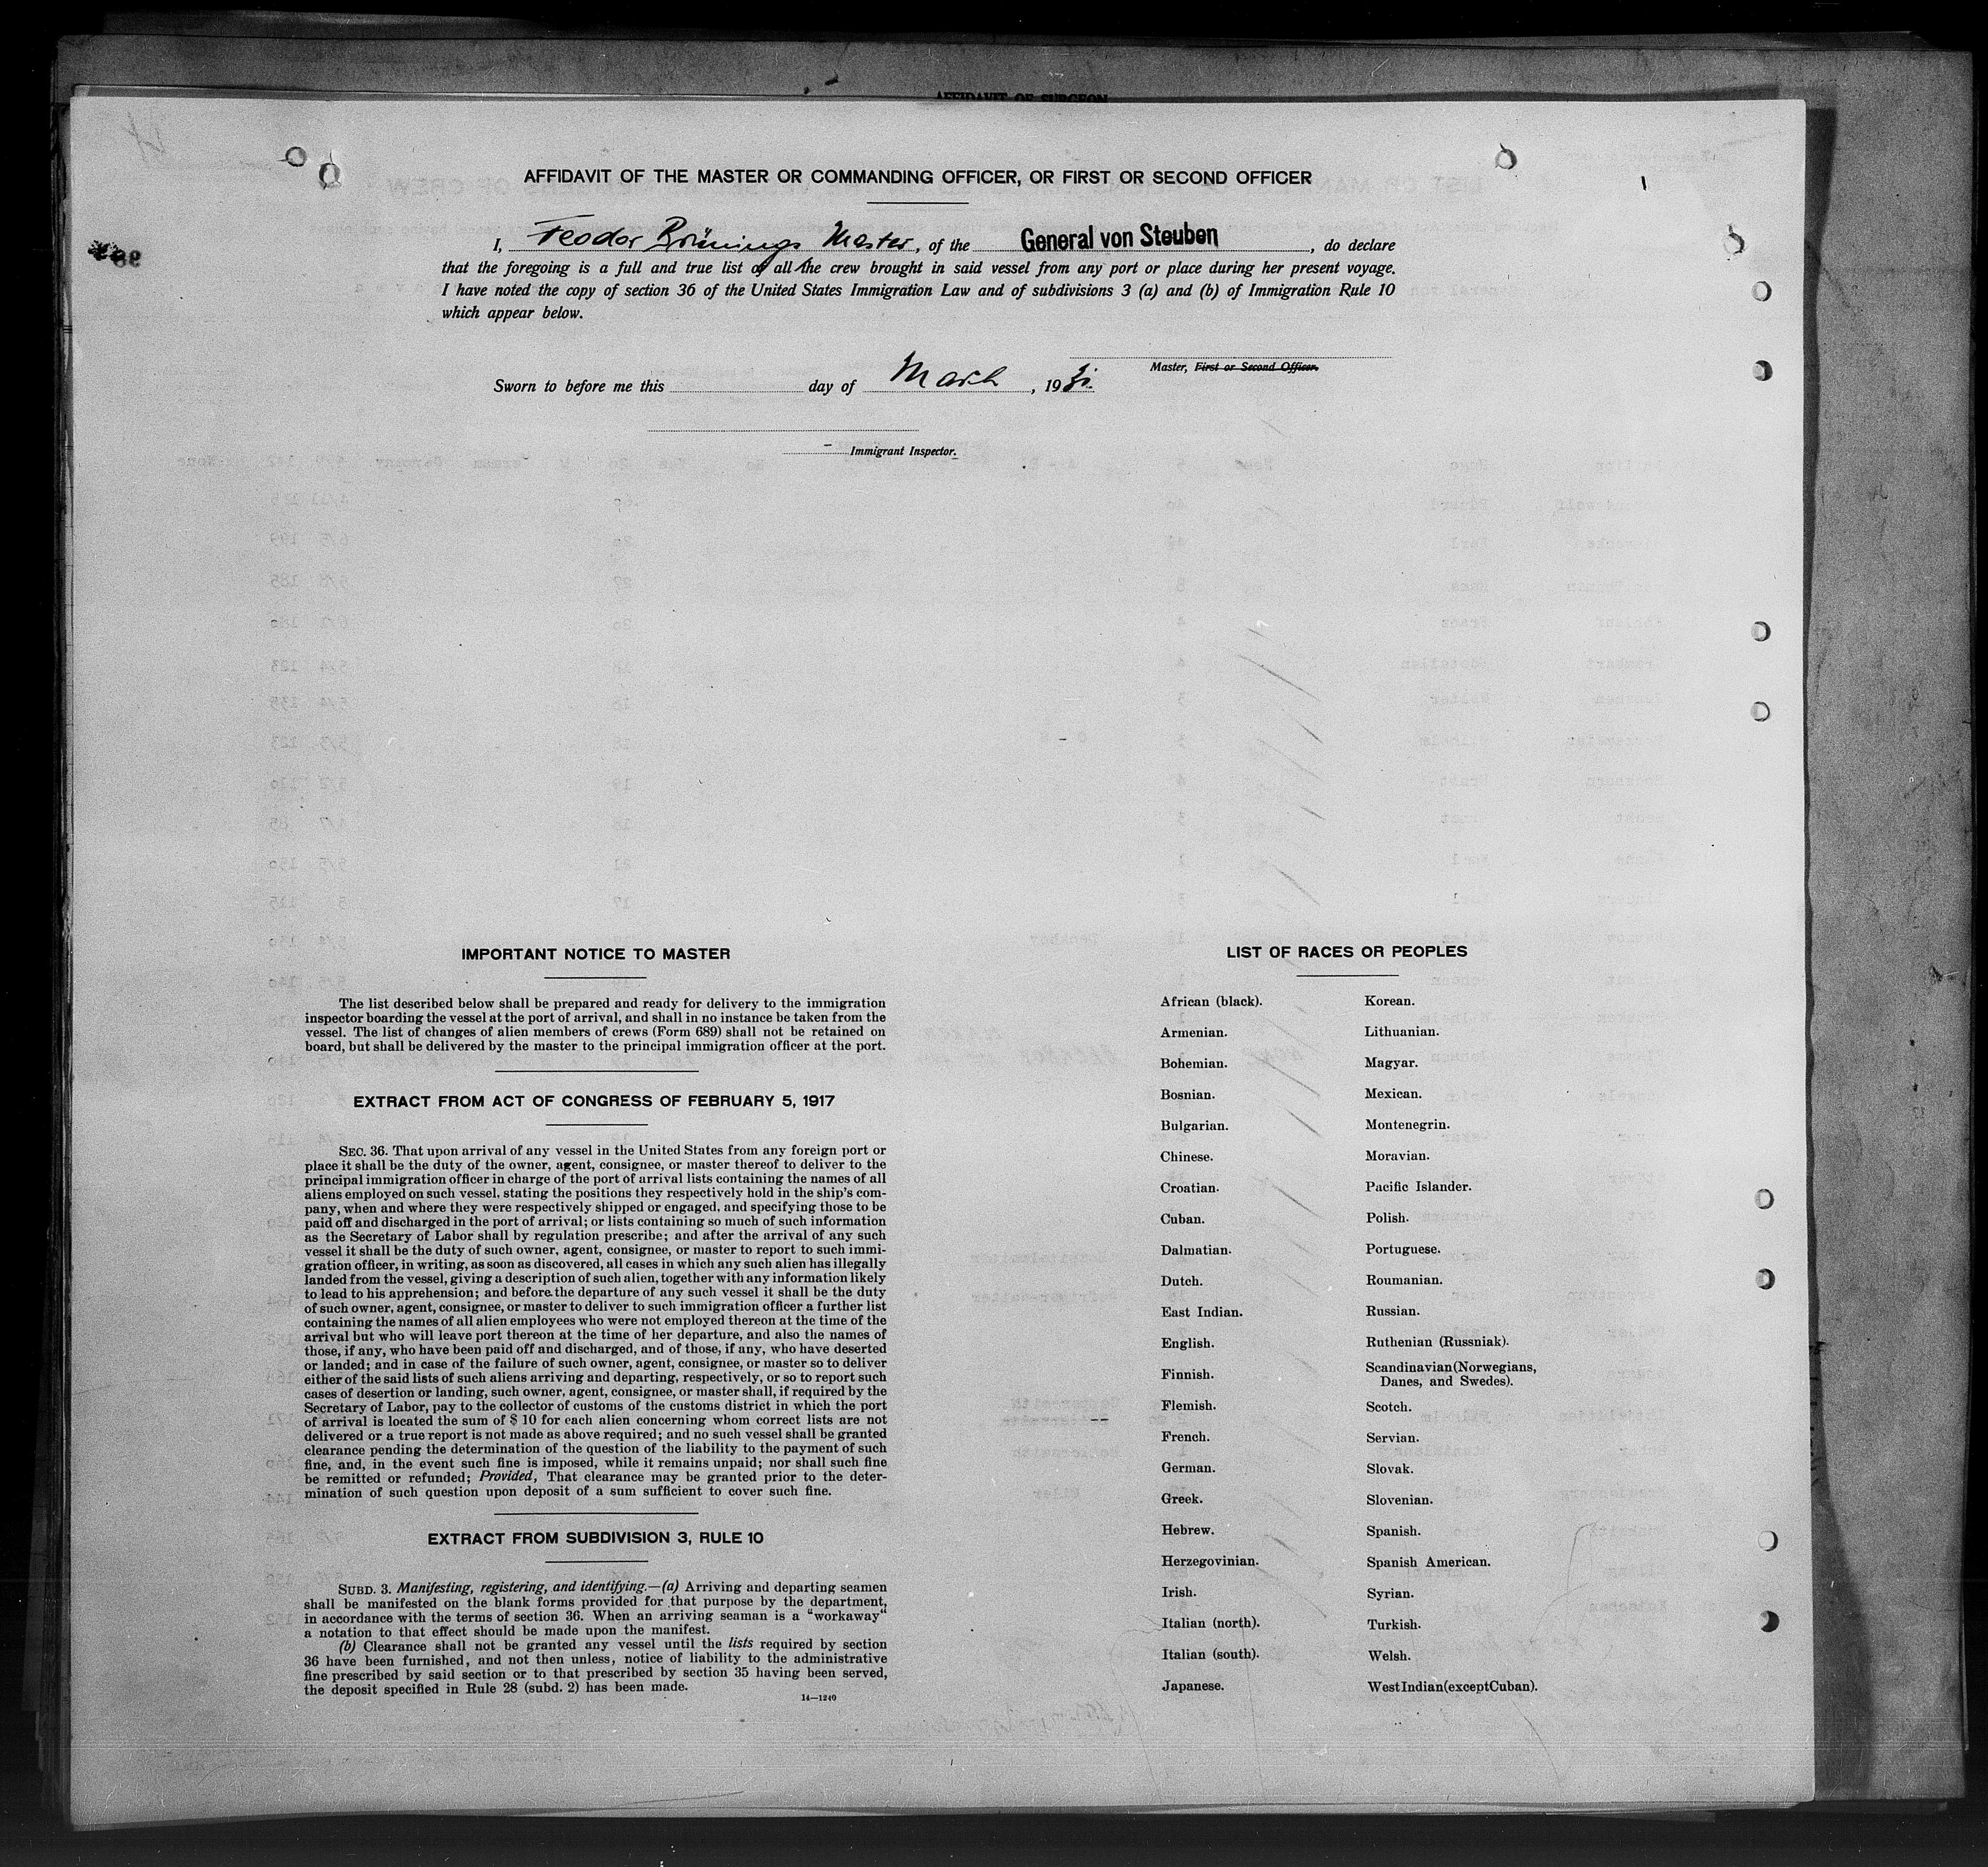 AFFIDAVIT OF SURGEON
AFFIDAVIT OF THE MASTER OR COMMANDING OFFICER, OR FIRST OR SECOND OFFICER
I, Feodor Brünings Master, of the General von Steuben, do declare
that the foregoing is a full and true list of all the crew brought in said vessel from any port or place during her present voyage.
I have noted the copy of section 36 of the United States Immigration Law and of subdivisions 3 (a) and (b) of Immigration Rule 10
which appear below.
Master, First or Second Officer.
Sworn to before me this day of March, 1931.
Immigrant Inspector.
IMPORTANT NOTICE TO MASTER
The list described below shall be prepared and ready for delivery to the immigration
inspector boarding the vessel at the port of arrival, and shall in no instance be taken from the
vessel. The list of changes of alien members of crews (Form 689) shall not be retained on
board, but shall be delivered by the master to the principal immigration officer at the port.
EXTRACT FROM ACT OF CONGRESS OF FEBRUARY 5, 1917
SEC. 36. That upon arrival of any vessel in the United States from any foreign port or
place it shall be the duty of the owner, agent, consignee, or master thereof to deliver to the
principal immigration officer in charge of the port of arrival lists containing the names of all
aliens employed on such vessel, stating the positions they respectively hold in the ship's com-
pany, when and where they were respectively shipped or engaged, and specifying those to be
paid off and discharged in the port of arrival; or lists containing so much of such information
as the Secretary of Labor shall by regulation prescribe; and after the arrival of any such
vessel it shall be the duty of such owner, agent, consignee, or master to report to such immi-
gration officer, in writing, as soon as discovered, all cases in which any such alien has illegally
landed from the vessel, giving a description of such alien, together with any information likely
to lead to his apprehension; and before the departure of any such vessel it shall be the duty
of such owner, agent, consignee, or master to deliver to such immigration officer a further list
containing the names of all alien employees who were not employed thereon at the time of the
arrival but who will leave port thereon at the time of her departure, and also the names of
those, if any, who have been paid off and discharged, and of those, if any, who have deserted
or landed; and in case of the failure of such owner, agent, consignee, or master so to deliver
either of the said lists of such aliens arriving and departing, respectively, or so to report such
cases of desertion or landing, such owner, agent, consignee, or master shall, if required by the
Secretary of Labor, pay to the collector of customs of the customs district in which the port
of arrival is located the sum of $ 10 for each alien concerning whom correct lists are not
delivered or a true report is not made as above required; and no such vessel shall be granted
clearance pending the determination of the question of the liability to the payment of such
fine, and, in the event such fine is imposed, while it remains unpaid; nor shall such fine
be remitted or refunded; Provided, That clearance may be granted prior to the deter-
mination of such question upon deposit of a sum sufficient to cover such fine.
EXTRACT FROM SUBDIVISION 3, RULE 10
SUBD. 3. Manifesting, registering, and identifying.—(a) Arriving and departing seamen
shall be manifested on the blank forms provided for that purpose by the department,
in accordance with the terms of section 36. When an arriving seaman is a "workaway"
a notation to that effect should be made upon the manifest.
(b) Clearance shall not be granted any vessel until the lists required by section
36 have been furnished, and not then unless, notice of liability to the administrative
fine prescribed by said section or to that prescribed by section 35 having been served,
the deposit specified in Rule 28 (subd. 2) has been made.
14—1240
LIST OF RACES OR PEOPLES
African (black).
Armenian.
Bohemian.
Bosnian.
Bulgarian.
Chinese.
Croatian.
Cuban.
Dalmatian.
Dutch.
East Indian.
English.
Finnish.
Flemish.
French.
German.
Greek.
Hebrew.
Herzegovinian.
Irish.
Italian (north).
Italian (south).
Japanese.
Korean.
Lithuanian.
Magyar.
Mexican.
Montenegrin.
Moravian.
Pacific Islander.
Polish.
Portuguese.
Roumanian.
Russian.
Ruthenian (Russniak).
Scandinavian(Norwegians,
Danes, and Swedes).
Scotch.
Servian.
Slovak.
Slovenian.
Spanish.
Spanish American.
Syrian.
Turkish.
Welsh.
WestIndian(exceptCuban).